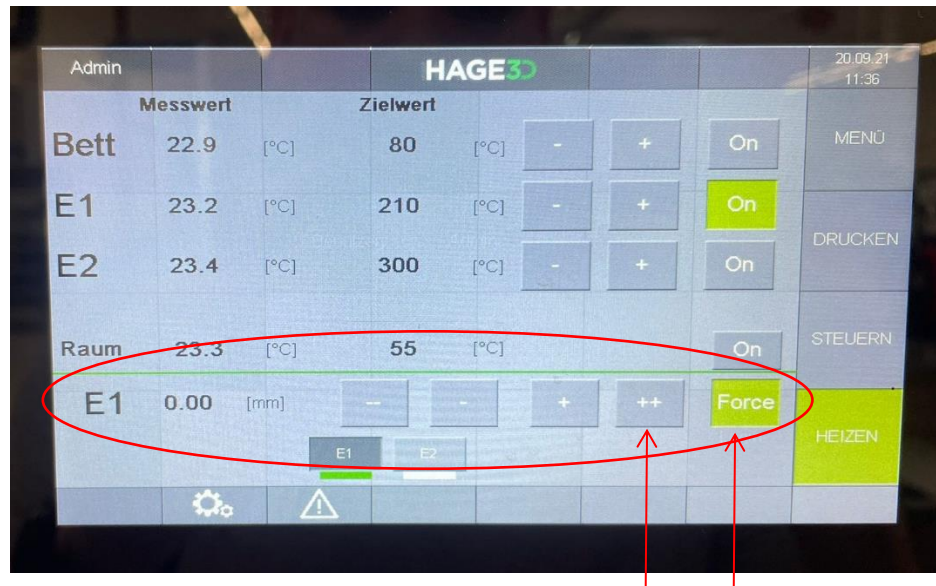 Admin HAGE3D 20.09.21
11:36
Messwert Zielwert
Bett 22.9 [°C] 80 [°C] - + On MENÜ
E1 23.2 [°C] 210 [°C] - + On
DRUCKEN
E2 23.4 [°C] 300 [°C] - + On
Raum 23.3 [°C] 55 [°C] On STEUERN
E1 0.00 [mm] -- - + ++ Force
HEIZEN
E1 E2